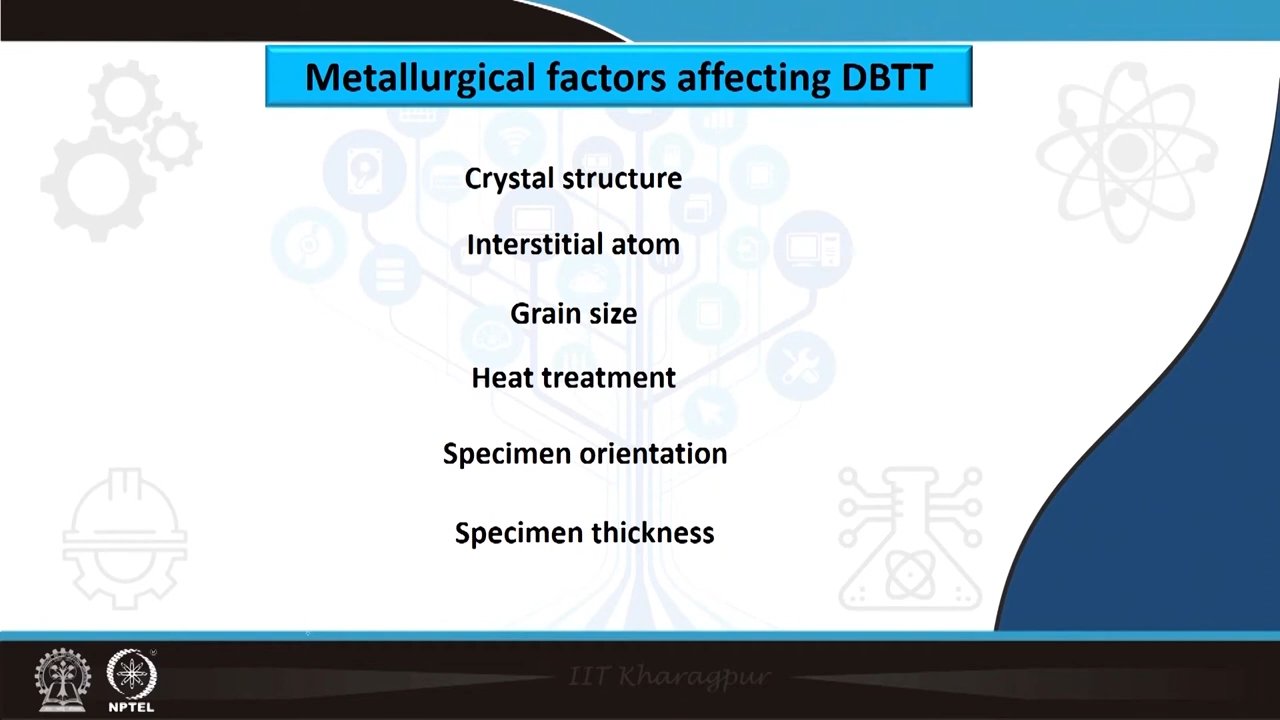 Metallurgical factors affecting DBTT
Crystal structure
Interstitial atom
Grain size
Heat treatment
Specimen orientation
Specimen thickness
IIT Kharagpur
NPTEL